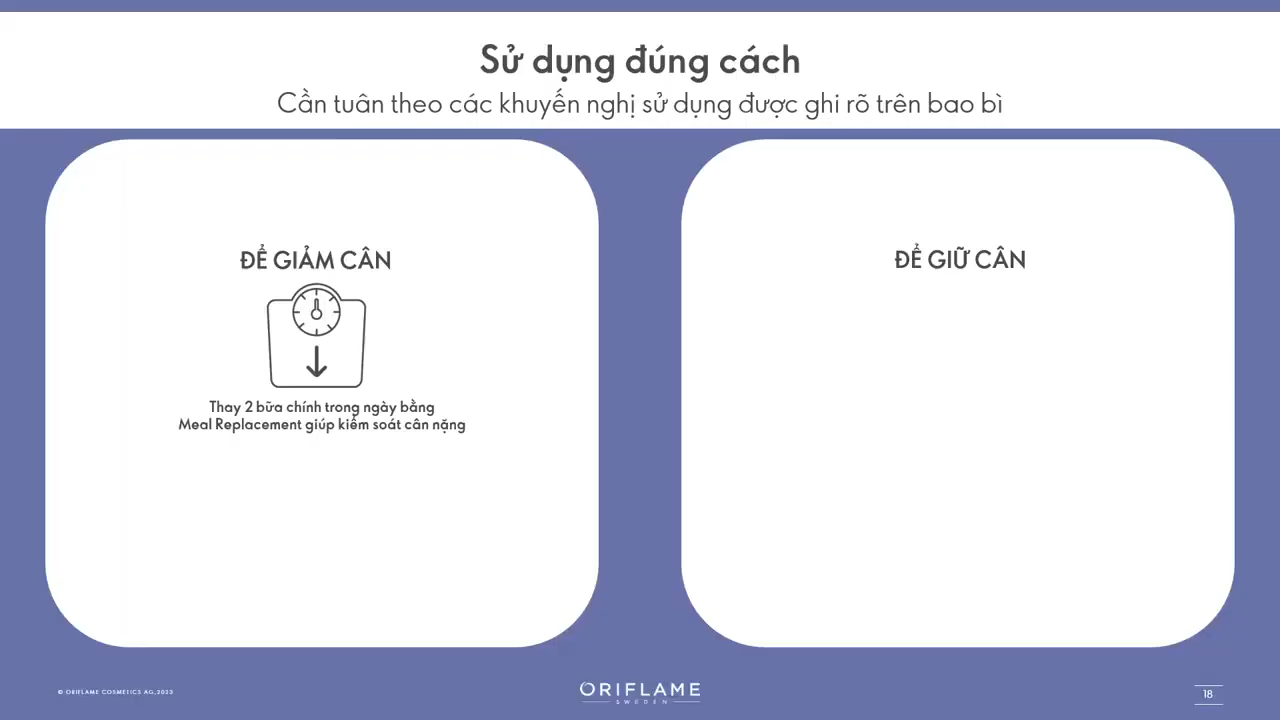 Sử dụng đúng cách
Cần tuân theo các khuyến nghị sử dụng được ghi rõ trên bao bì
ĐỂ GIẢM CÂN
Thay 2 bữa chính trong ngày bằng
Meal Replacement giúp kiểm soát cân nặng
ĐỂ GIỮ CÂN
© ORIFLAME COSMETICS AG,2023
ORIFLAME
SWEDEN
18